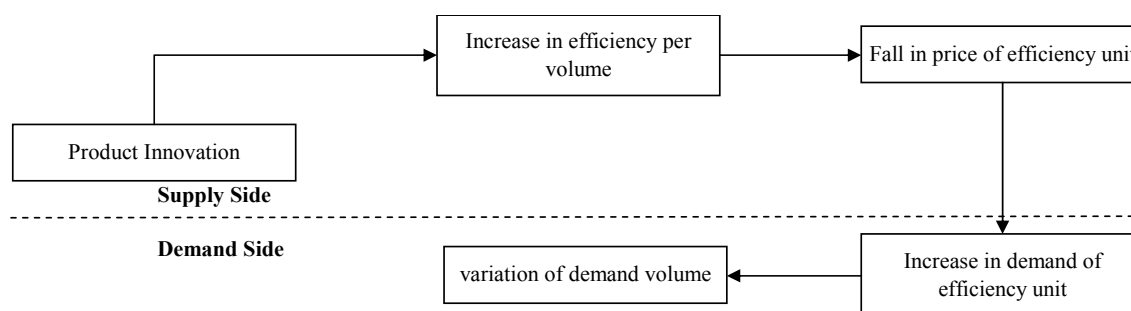 Increase in efficiency per
volume
Fall in price of efficiency unit
Product Innovation
Supply Side
Demand Side
variation of demand volume
Increase in demand of
efficiency unit